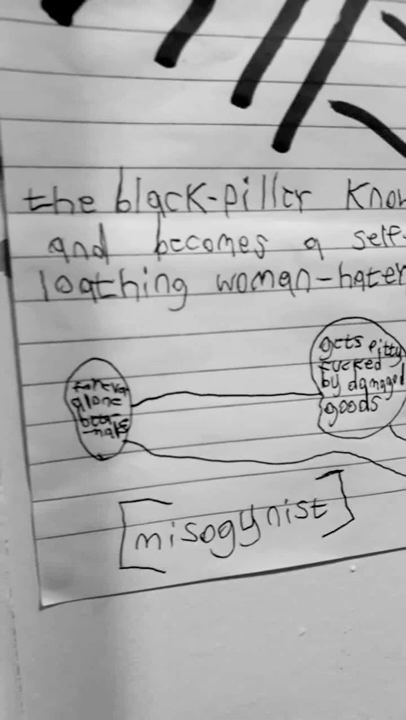 the black-piller know
and becomes a self-
loathing woman-hater
gets pitty
fucked
by damaged
goods
forever
alone
beta
male
[misogynist]